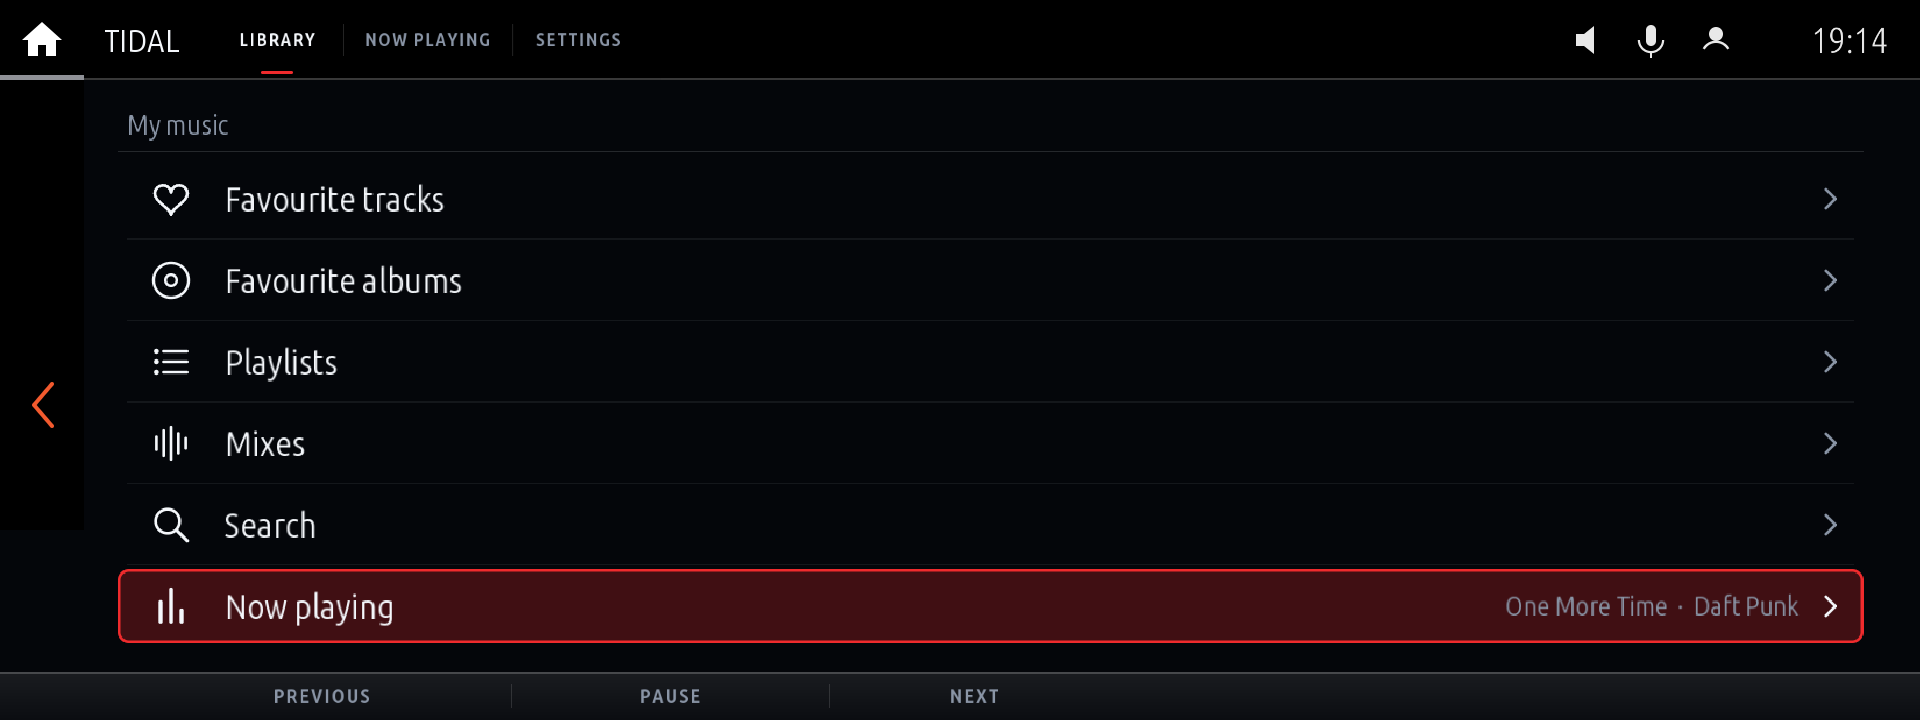 TIDAL LIBRARY NOW PLAYING SETTINGS 19:14
My music
Favourite tracks
Favourite albums
Playlists
Mixes
Search
Now playing One More Time · Daft Punk
PREVIOUS PAUSE NEXT